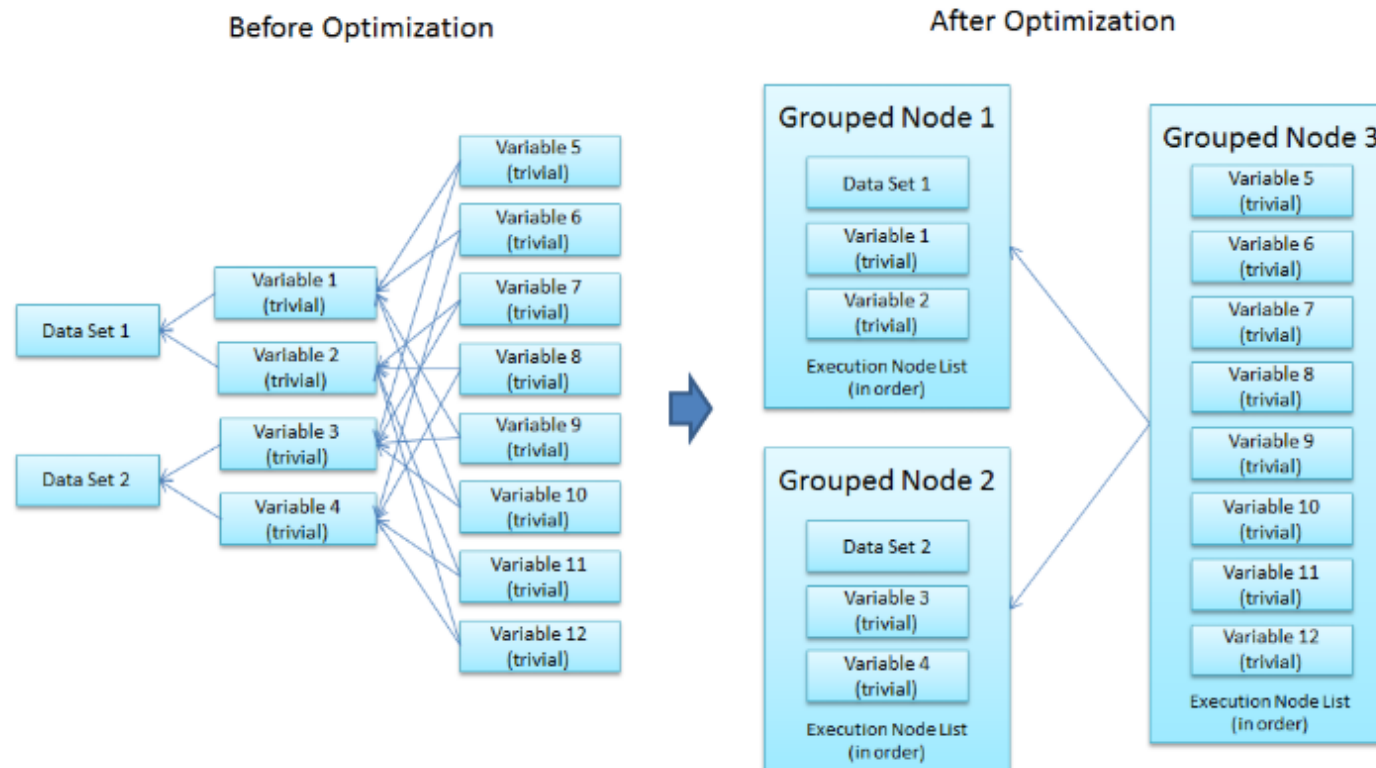 Before Optimization
Data Set 1
Data Set 2
Variable 1
(trivial)
Variable 2
(trivial)
Variable 3
(trivial)
Variable 4
(trivial)
Variable 5
(trivial)
Variable 6
(trivial)
Variable 7
(trivial)
Variable 8
(trivial)
Variable 9
(trivial)
Variable 10
(trivial)
Variable 11
(trivial)
Variable 12
(trivial)
After Optimization
Grouped Node 1
Data Set 1
Variable 1
(trivial)
Variable 2
(trivial)
Execution Node List
(in order)
Grouped Node 2
Data Set 2
Variable 3
(trivial)
Variable 4
(trivial)
Execution Node List
(in order)
Grouped Node 3
Variable 5
(trivial)
Variable 6
(trivial)
Variable 7
(trivial)
Variable 8
(trivial)
Variable 9
(trivial)
Variable 10
(trivial)
Variable 11
(trivial)
Variable 12
(trivial)
Execution Node List
(in order)